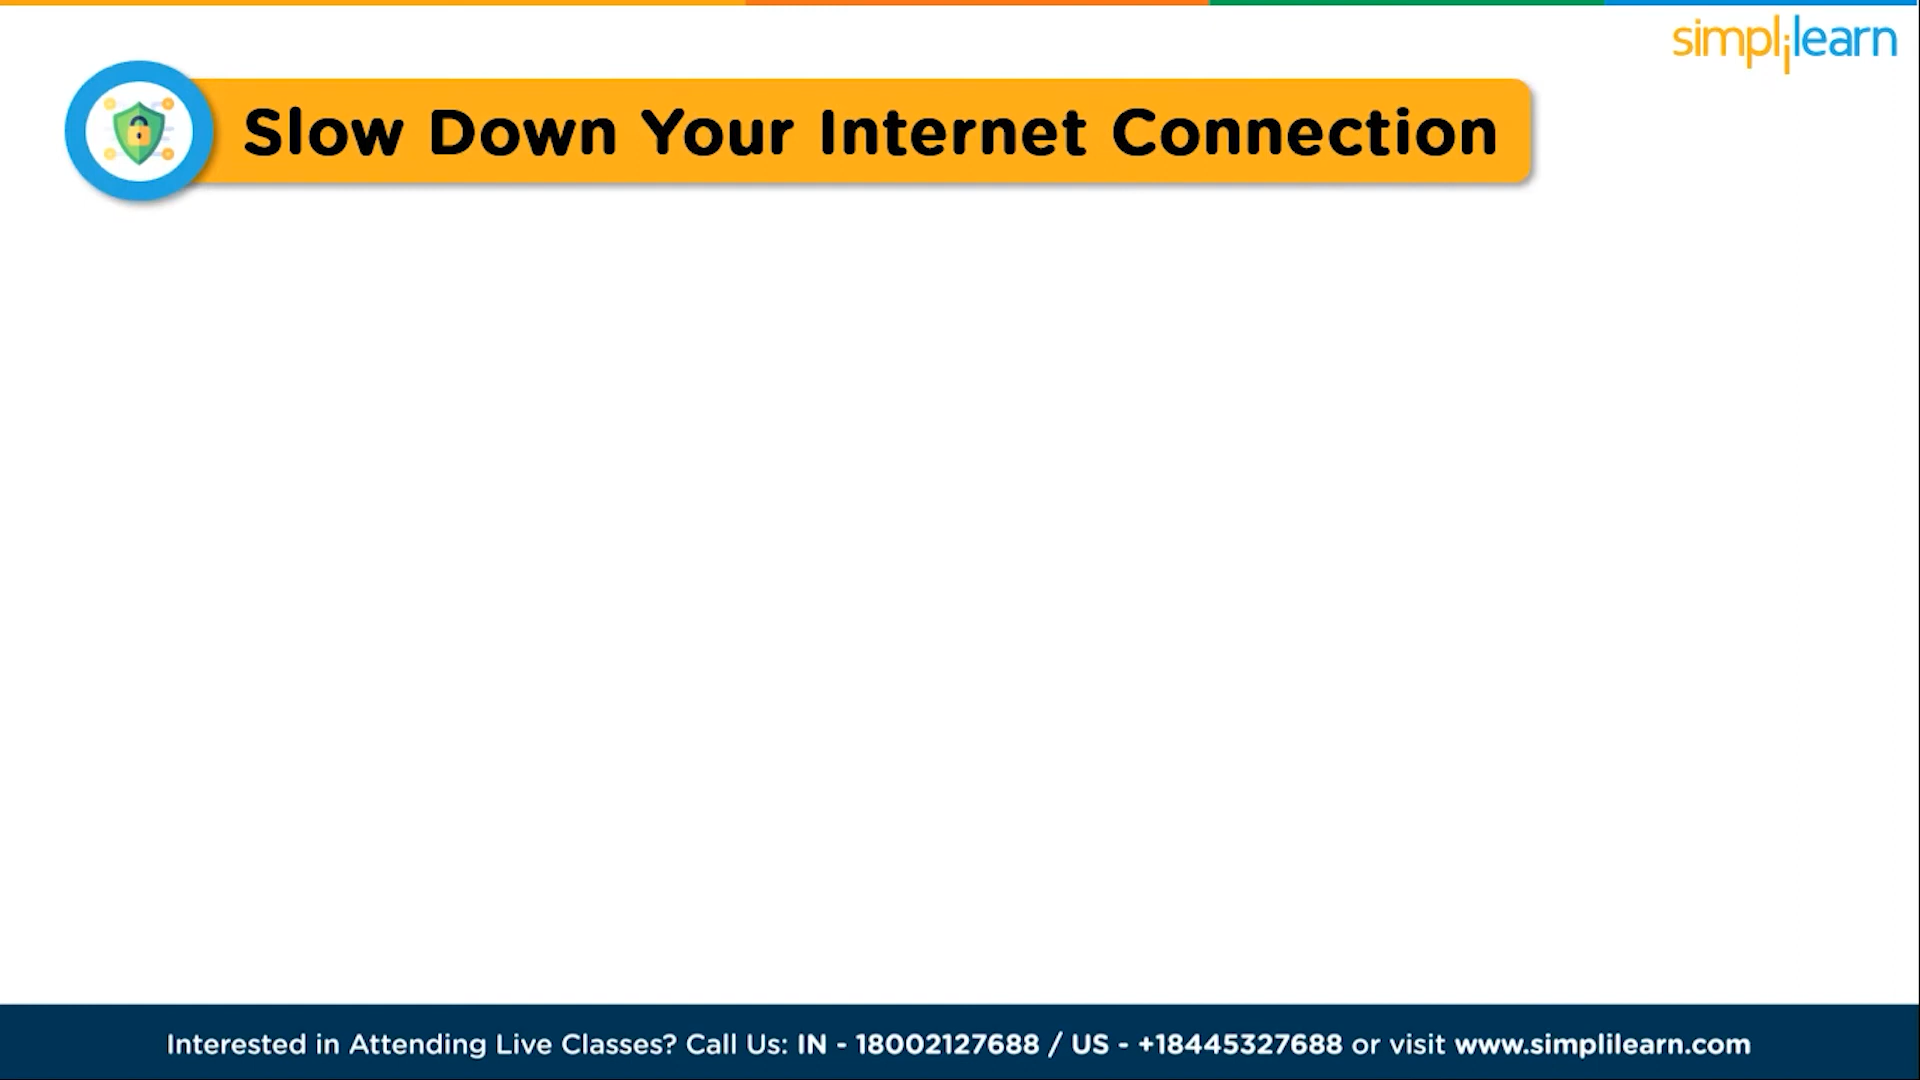 simplilearn
Slow Down Your Internet Connection
Interested in Attending Live Classes? Call Us: IN - 18002127688 / US - +18445327688 or visit www.simplilearn.com